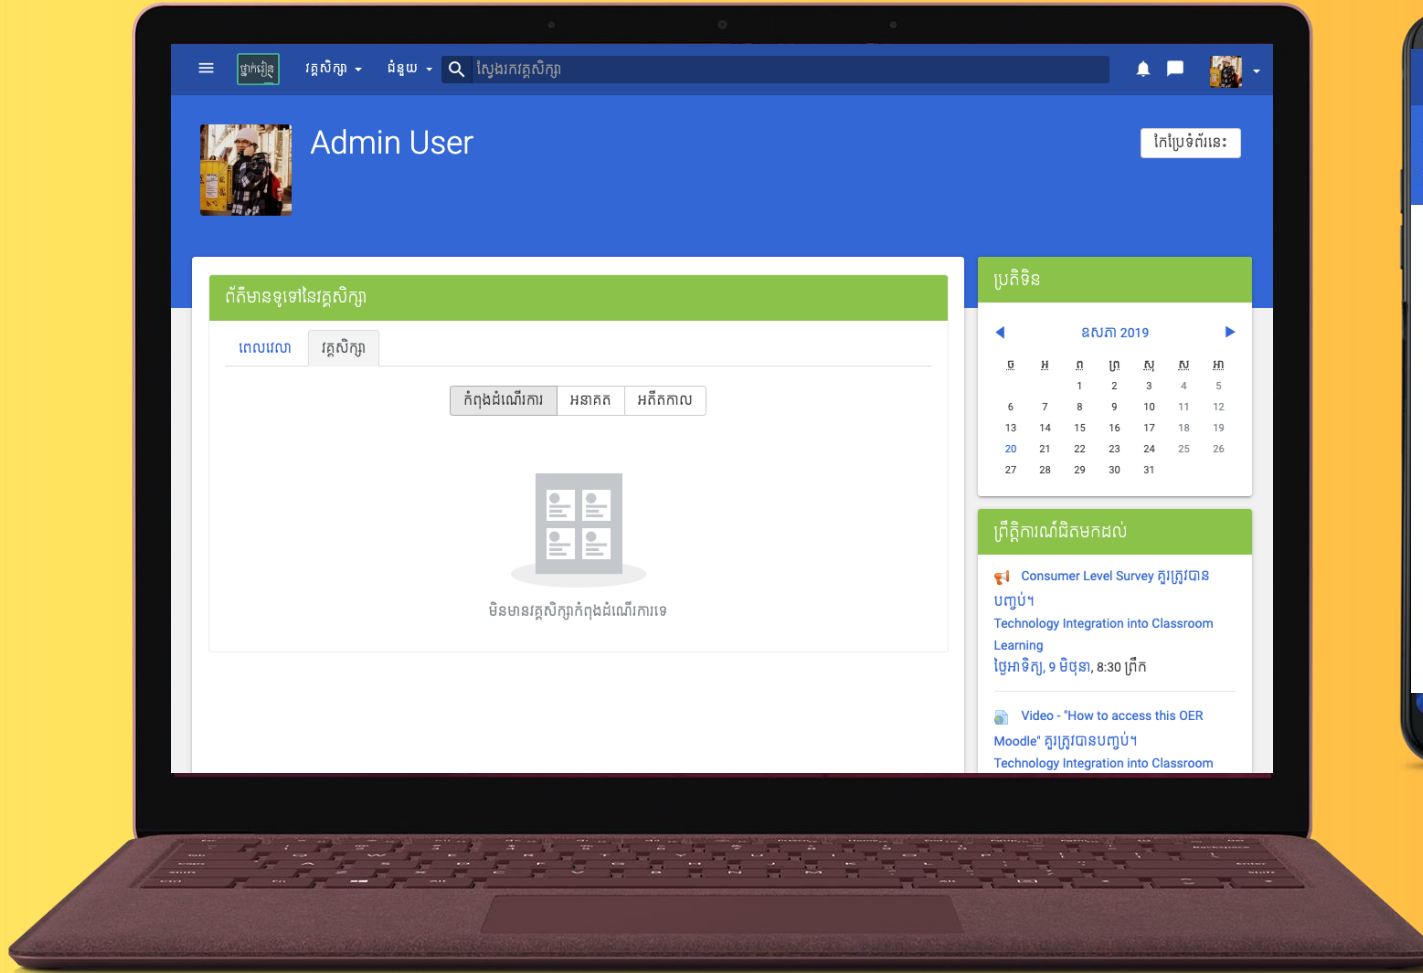 ថ្នាក់រៀន
វគ្គសិក្សា
ជំនួយ
ស្វែងរកវគ្គសិក្សា
Admin User
កែប្រែទំព័រនេះ
ព័ត៌មានទូទៅនៃវគ្គសិក្សា
ពេលវេលា វគ្គសិក្សា
កំពុងដំណើរការ អនាគត អតីតកាល
មិនមានវគ្គសិក្សាកំពុងដំណើរការទេ
ប្រតិទិន
ឧសភា 2019
ច អ ព ព្រ សុ ស អា
1 2 3 4 5
6 7 8 9 10 11 12
13 14 15 16 17 18 19
20 21 22 23 24 25 26
27 28 29 30 31
ព្រឹត្តិការណ៍ជិតមកដល់
Consumer Level Survey គួរត្រូវបាន
បញ្ចប់។
Technology Integration into Classroom
Learning
ថ្ងៃអាទិត្យ, 9 មិថុនា, 8:30 ព្រឹក
Video - "How to access this OER
Moodle" គួរត្រូវបានបញ្ចប់។
Technology Integration into Classroom